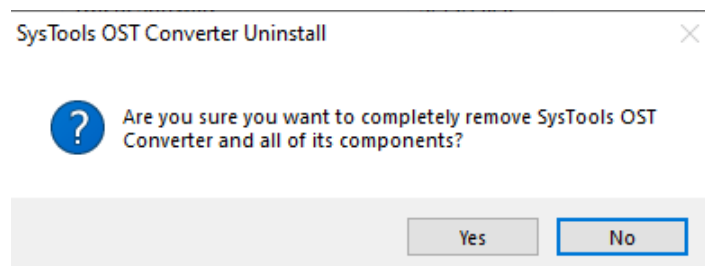 SysTools OST Converter Uninstall
Are you sure you want to completely remove SysTools OST
Converter and all of its components?
Yes No